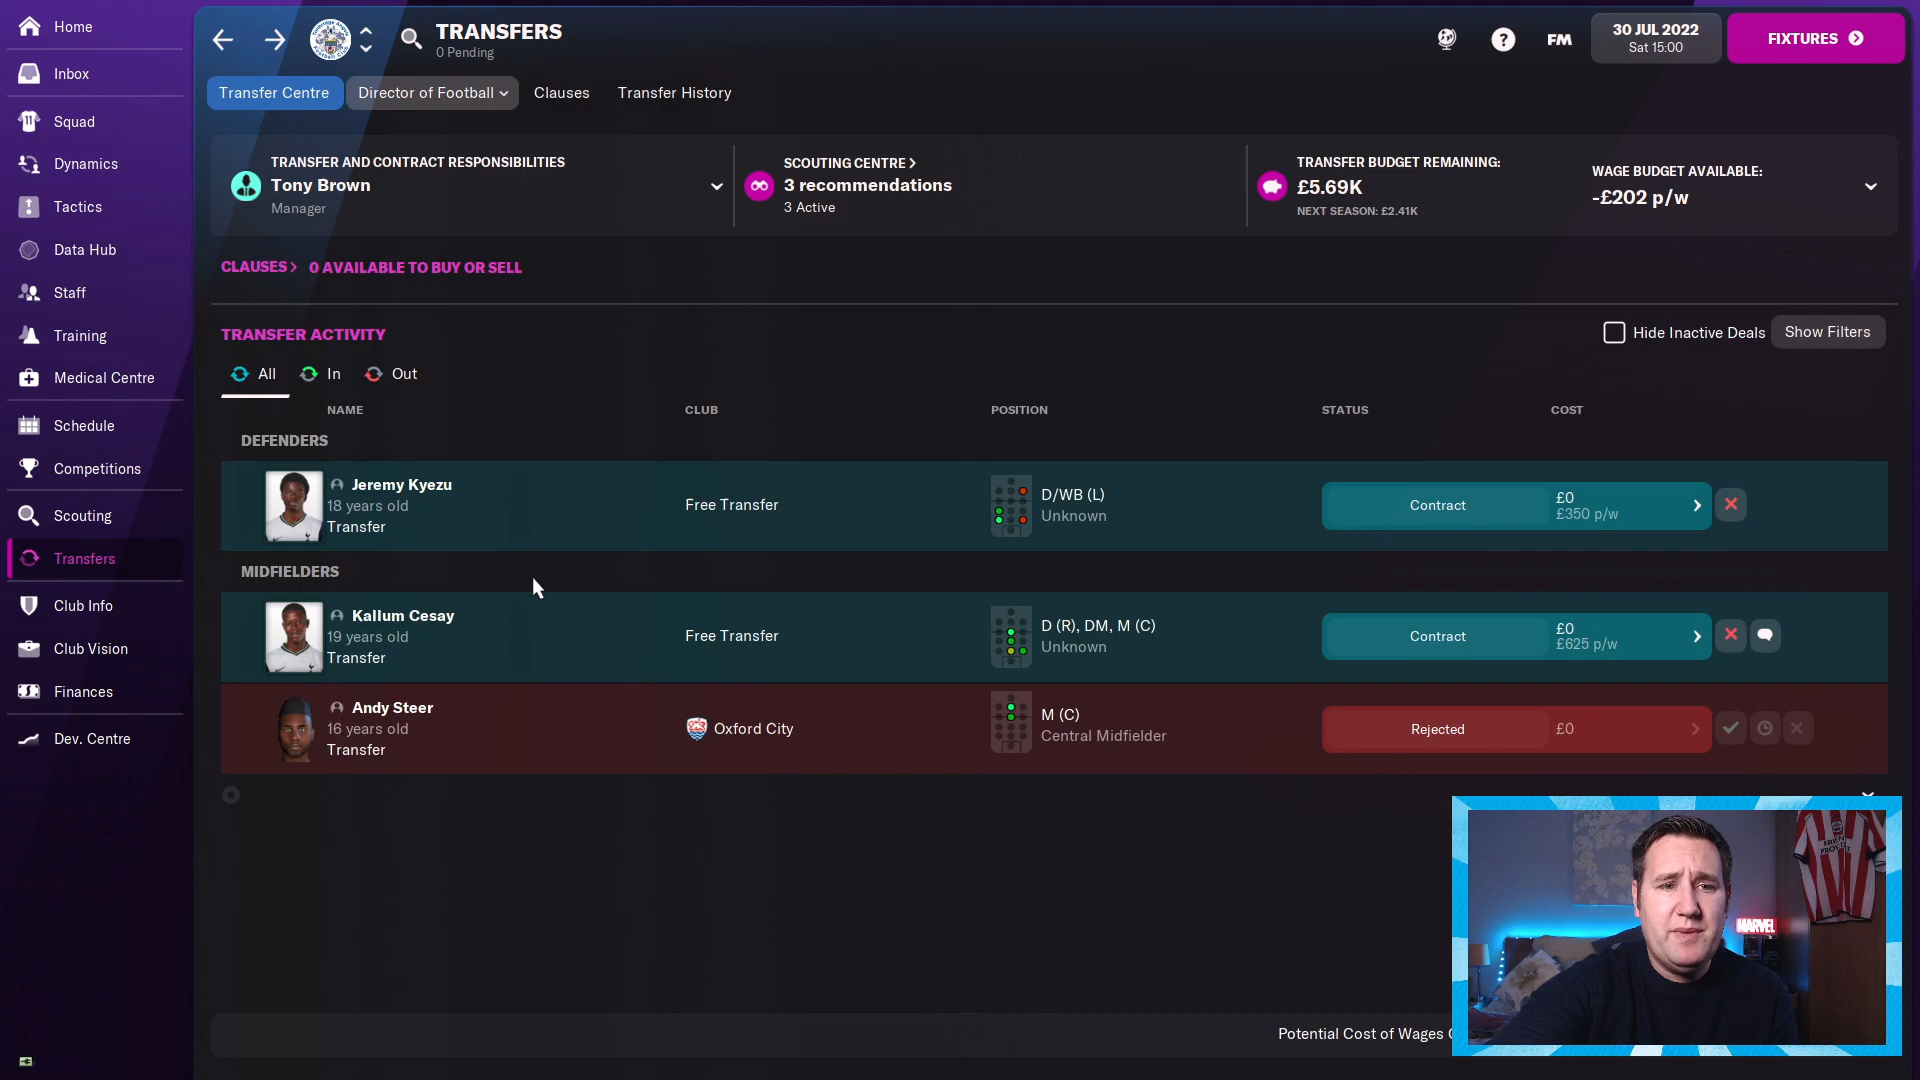 Home
Inbox
Squad
Dynamics
Tactics
Data Hub
Staff
Training
Medical Centre
Schedule
Competitions
Scouting
Transfers
Club Info
Club Vision
Finances
Dev. Centre
TRANSFERS
0 Pending
FM
30 JUL 2022
Sat 15:00
FIXTURES
Transfer Centre
Director of Football
Clauses
Transfer History
TRANSFER AND CONTRACT RESPONSIBILITIES
Tony Brown
Manager
SCOUTING CENTRE >
3 recommendations
3 Active
TRANSFER BUDGET REMAINING:
£5.69K
NEXT SEASON: £2.41K
WAGE BUDGET AVAILABLE:
-£202 p/w
CLAUSES > 0 AVAILABLE TO BUY OR SELL
TRANSFER ACTIVITY
Hide Inactive Deals
Show Filters
All
In
Out
NAME CLUB POSITION STATUS COST
DEFENDERS
Jeremy Kyezu
18 years old
Transfer
Free Transfer
D/WB (L)
Unknown
Contract
£0
£350 p/w
MIDFIELDERS
Kallum Cesay
19 years old
Transfer
Free Transfer
D (R), DM, M (C)
Unknown
Contract
£0
£625 p/w
Andy Steer
16 years old
Transfer
Oxford City
M (C)
Central Midfielder
Rejected
£0
Potential Cost of Wages
MARVEL